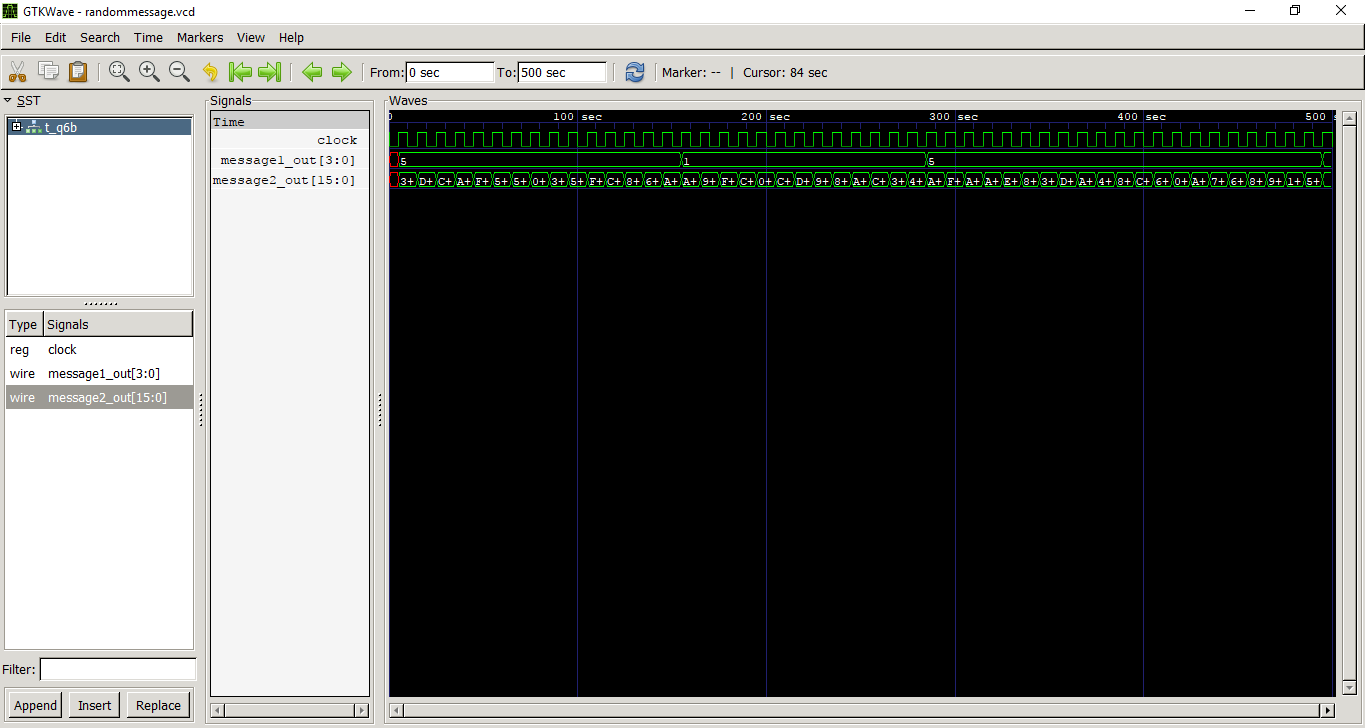 GTKWave - randommessage.vcd
File Edit Search Time Markers View Help
From: 0 sec To: 500 sec Marker: -- | Cursor: 84 sec
SST
t_q6b
Type Signals
reg clock
wire message1_out[3:0]
wire message2_out[15:0]
Filter:
Append Insert Replace
Signals
Time
clock
message1_out[3:0]
message2_out[15:0]
Waves
0 100 sec 200 sec 300 sec 400 sec 500 s
5 1 5
3+ D+ C+ A+ F+ 5+ 5+ 0+ 3+ 5+ F+ C+ 8+ 6+ A+ A+ 9+ F+ C+ 0+ C+ D+ 9+ 8+ A+ C+ 3+ 4+ A+ F+ A+ A+ E+ 8+ 3+ D+ A+ 4+ 8+ C+ 6+ 0+ A+ 7+ 6+ 8+ 9+ 1+ 5+